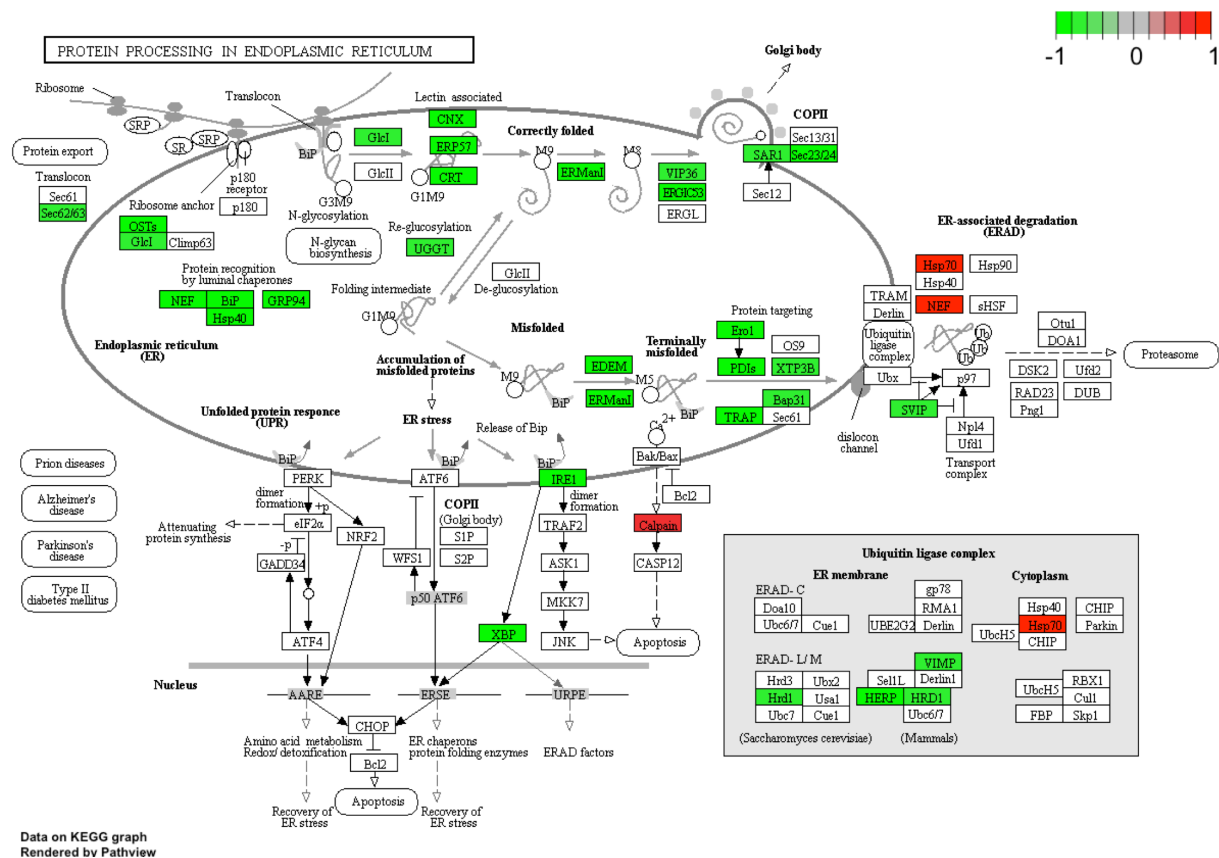 PROTEIN PROCESSING IN ENDOPLASMIC RETICULUM
-1 0 1
Golgi body
Ribosome
Translocon
Lectin associated
COPII
SRP
SR
SRP
BiP
GlcI
GlcII
CNX
ERP57
CRT
G1M9
Correctly folded
M9
ERManI
M8
VIP36
ERGIC53
ERGL
Sec13/31
SAR1
Sec23/24
Sec12
Protein export
Translocon
Sec61
Sec62/63
p180
receptor
p180
Ribosome anchor
OSTs
GlcI
Climp63
G3M9
N-glycosylation
N-glycan
biosynthesis
Re-glucosylation
UGGT
GlcII
De-glucosylation
Protein recognition
by luminal chaperones
NEF
BiP
GRP94
Hsp40
Folding intermediate
G1M9
Endoplasmic reticulum
(ER)
Misfolded
Accumulation of
misfolded proteins
M9
BiP
EDEM
ERManI
Terminally
misfolded
M5
BiP
Protein targeting
Ero1
OS9
PDIs
XTP3B
Bap31
TRAP
Sec61
ER-associated degradation
(ERAD)
Hsp70
Hsp90
Hsp40
NEF
sHSF
TRAM
Derlin
Ubiquitin
ligase
complex
Ub
Ub
Ub
Otu1
DOA1
Proteasome
Ubx
p97
DSK2
Ufd2
RAD23
DUB
Png1
SVIP
dislocon
channel
Npl4
Ufd1
Transport
complex
Unfolded protein responce
(UPR)
ER stress
Release of Bip
BiP
BiP
BiP
PERK
ATF6
IRE1
Ca2+
Bak/Bax
Bcl2
Prion diseases
Alzheimer's
disease
Parkinson's
disease
Type II
diabetes mellitus
dimer
formation
+p
eIF2α
Attenuating
protein synthesis
-p
GADD34
NRF2
ATF4
COPII
(Golgi body)
S1P
S2P
WFS1
p50 ATF6
dimer
formation
TRAF2
ASK1
MKK7
JNK
XBP
Calpain
CASP12
Apoptosis
Nucleus
AARE
ERSE
URPE
CHOP
Bcl2
Apoptosis
Amino acid metabolism
Redox/ detoxification
ER chaperons
protein folding enzymes
ERAD factors
Recovery of
ER stress
Recovery of
ER stress
Ubiquitin ligase complex
ER membrane
Cytoplasm
ERAD- C
Doa10
Ubc6/7
Cue1
gp78
RMA1
UBE2G2
Derlin
Hsp40
Hsp70
UbcH5
CHIP
CHIP
Parkin
ERAD- L/ M
Hrd3
Ubx2
Hrd1
Usa1
Ubc7
Cue1
(Saccharomyces cerevisiae)
VIMP
Sel1L
Derlin1
HERP
HRD1
Ubc6/7
(Mammals)
UbcH5
RBX1
Cul1
FBP
Skp1
Data on KEGG graph
Rendered by Pathview